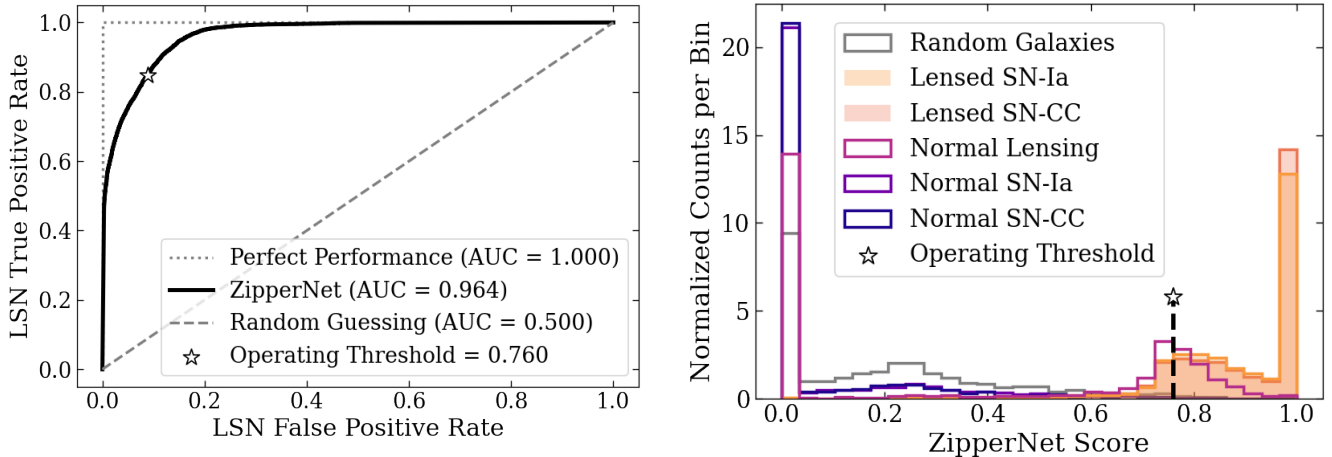 LSN True Positive Rate
1.0
0.8
0.6
0.4
0.2
0.0
Perfect Performance (AUC = 1.000)
ZipperNet (AUC = 0.964)
Random Guessing (AUC = 0.500)
Operating Threshold = 0.760
0.0 0.2 0.4 0.6 0.8 1.0
LSN False Positive Rate
Normalized Counts per Bin
20
15
10
5
0
Random Galaxies
Lensed SN-Ia
Lensed SN-CC
Normal Lensing
Normal SN-Ia
Normal SN-CC
Operating Threshold
0.0 0.2 0.4 0.6 0.8 1.0
ZipperNet Score